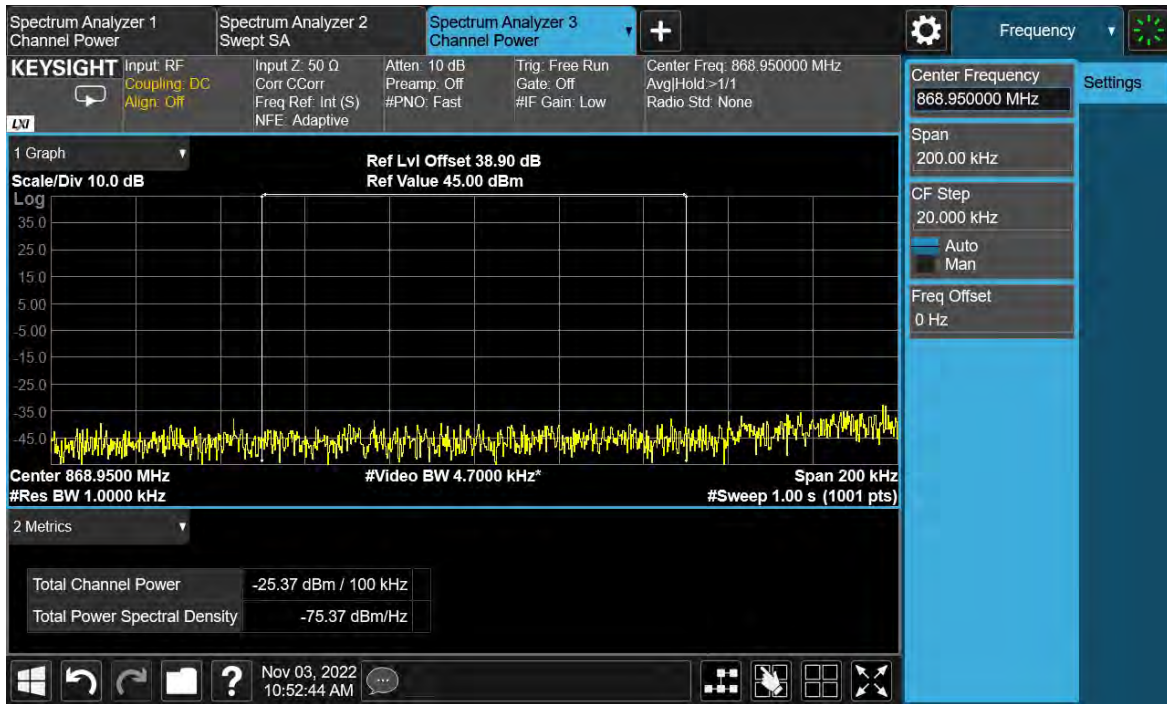 Spectrum Analyzer 1
Channel Power
Spectrum Analyzer 2
Swept SA
Spectrum Analyzer 3
Channel Power
+
Frequency
KEYSIGHT
LXI
Input: RF
Coupling: DC
Align: Off
Input Z: 50 Ω
Corr CCorr
Freq Ref: Int (S)
NFE: Adaptive
Atten: 10 dB
Preamp: Off
#PNO: Fast
Trig: Free Run
Gate: Off
#IF Gain: Low
Center Freq: 868.950000 MHz
Avg|Hold:>1/1
Radio Std: None
Center Frequency
868.950000 MHz
Settings
Span
200.00 kHz
CF Step
20.000 kHz
Auto
Man
Freq Offset
0 Hz
1 Graph
Scale/Div 10.0 dB
Ref Lvl Offset 38.90 dB
Ref Value 45.00 dBm
Log
35.0
25.0
15.0
5.00
-5.00
-15.0
-25.0
-35.0
-45.0
Center 868.9500 MHz
#Video BW 4.7000 kHz*
Span 200 kHz
#Res BW 1.0000 kHz
#Sweep 1.00 s (1001 pts)
2 Metrics
Total Channel Power -25.37 dBm / 100 kHz
Total Power Spectral Density -75.37 dBm/Hz
?
Nov 03, 2022
10:52:44 AM